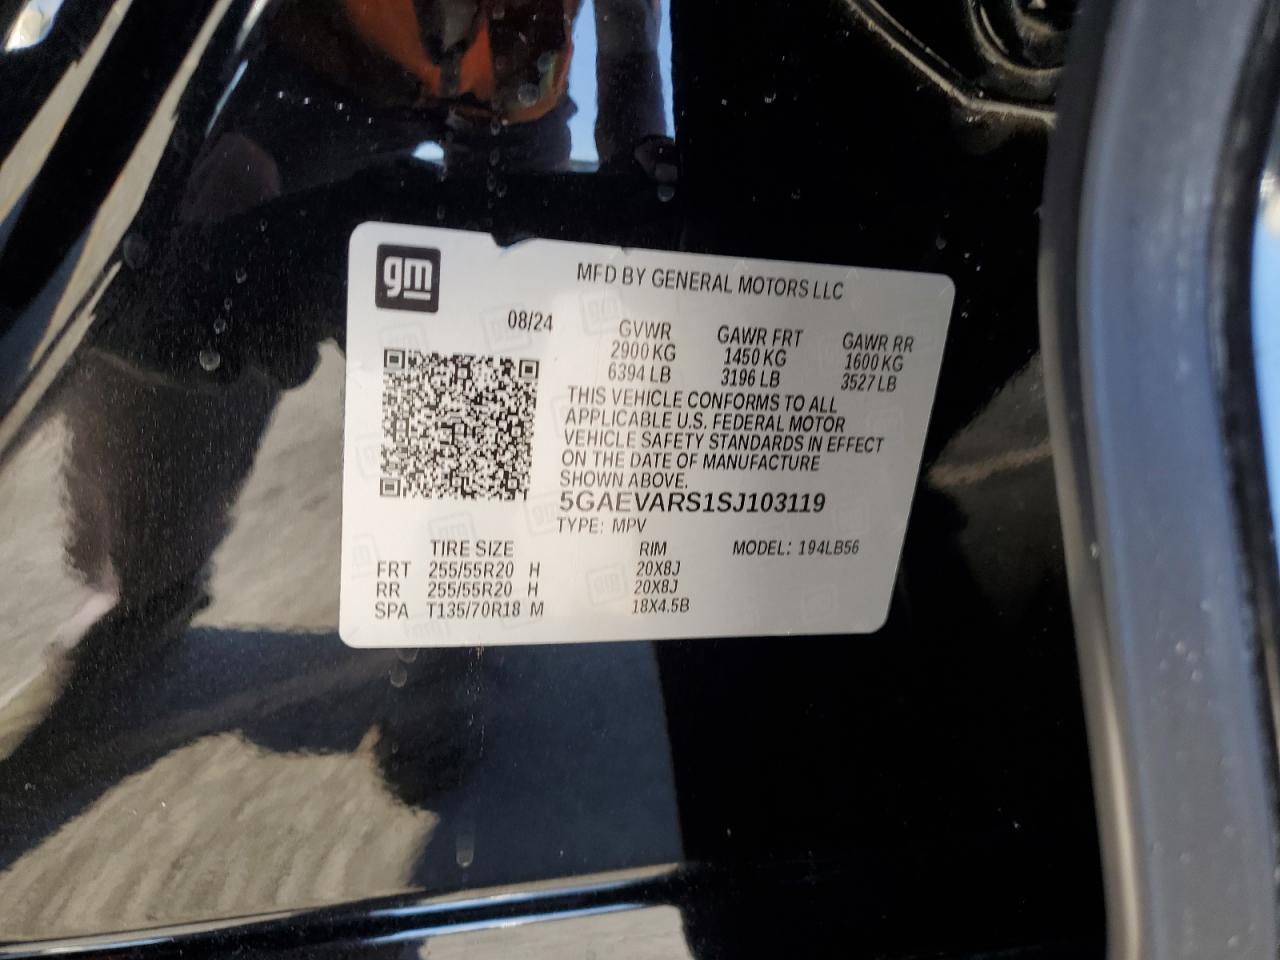 gm
MFD BY GENERAL MOTORS LLC
08/24
GVWR GAWR FRT GAWR RR
2900 KG 1450 KG 1600 KG
6394 LB 3196 LB 3527 LB
THIS VEHICLE CONFORMS TO ALL
APPLICABLE U.S. FEDERAL MOTOR
VEHICLE SAFETY STANDARDS IN EFFECT
ON THE DATE OF MANUFACTURE
SHOWN ABOVE.
5GAEVARS1SJ103119
TYPE: MPV
TIRE SIZE RIM MODEL: 194LB56
FRT 255/55R20 H 20X8J
RR 255/55R20 H 20X8J
SPA T135/70R18 M 18X4.5B